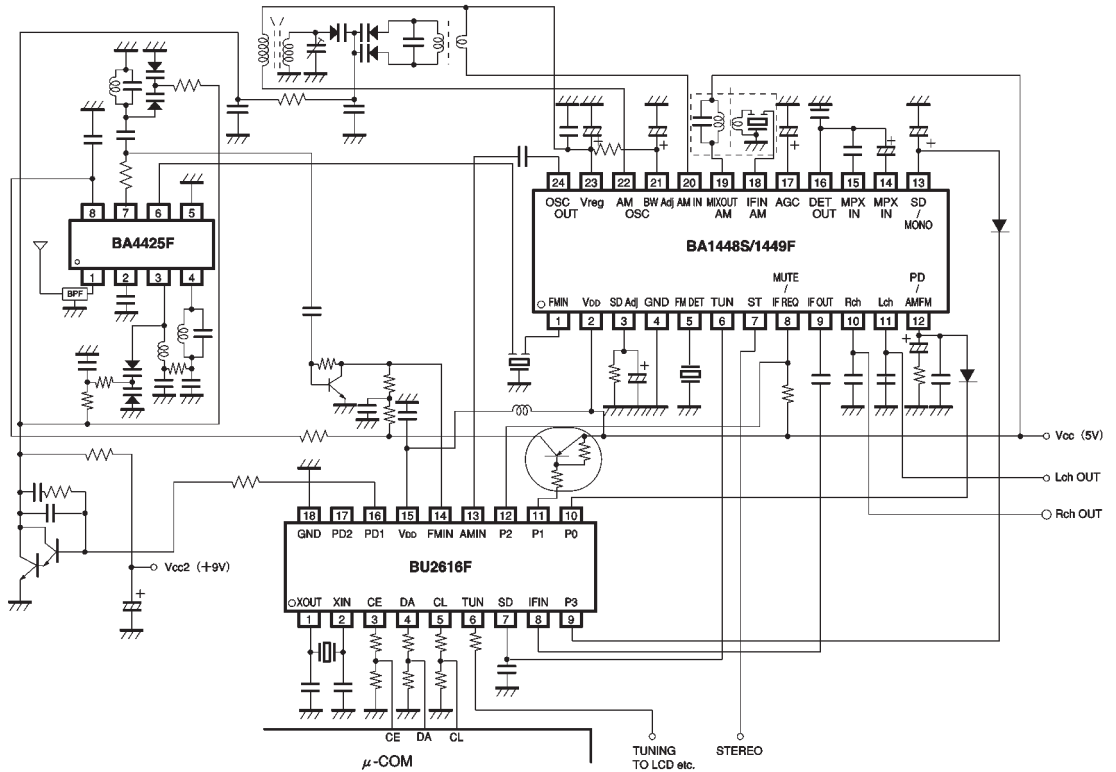 24 23 22 21 20 19 18 17 16 15 14 13
OSC OUT Vreg AM OSC BW Adj AM IN MIXOUT AM IFIN AM AGC DET OUT MPX IN MPX IN SD / MONO
BA1448S/1449F
MUTE / IF REQ PD / AMFM
FMIN VDD SD Adj GND FM DET TUN ST IF OUT Rch Lch
1 2 3 4 5 6 7 8 9 10 11 12
8 7 6 5
BA4425F
1 2 3 4
BPF
Vcc (5V)
Lch OUT
Rch OUT
Vcc2 (+9V)
18 17 16 15 14 13 12 11 10
GND PD2 PD1 VDD FMIN AMIN P2 P1 P0
BU2616F
XOUT XIN CE DA CL TUN SD IFIN P3
1 2 3 4 5 6 7 8 9
CE DA CL
μ-COM
TUNING
TO LCD etc.
STEREO
+
+
+
+
+
+
+
+